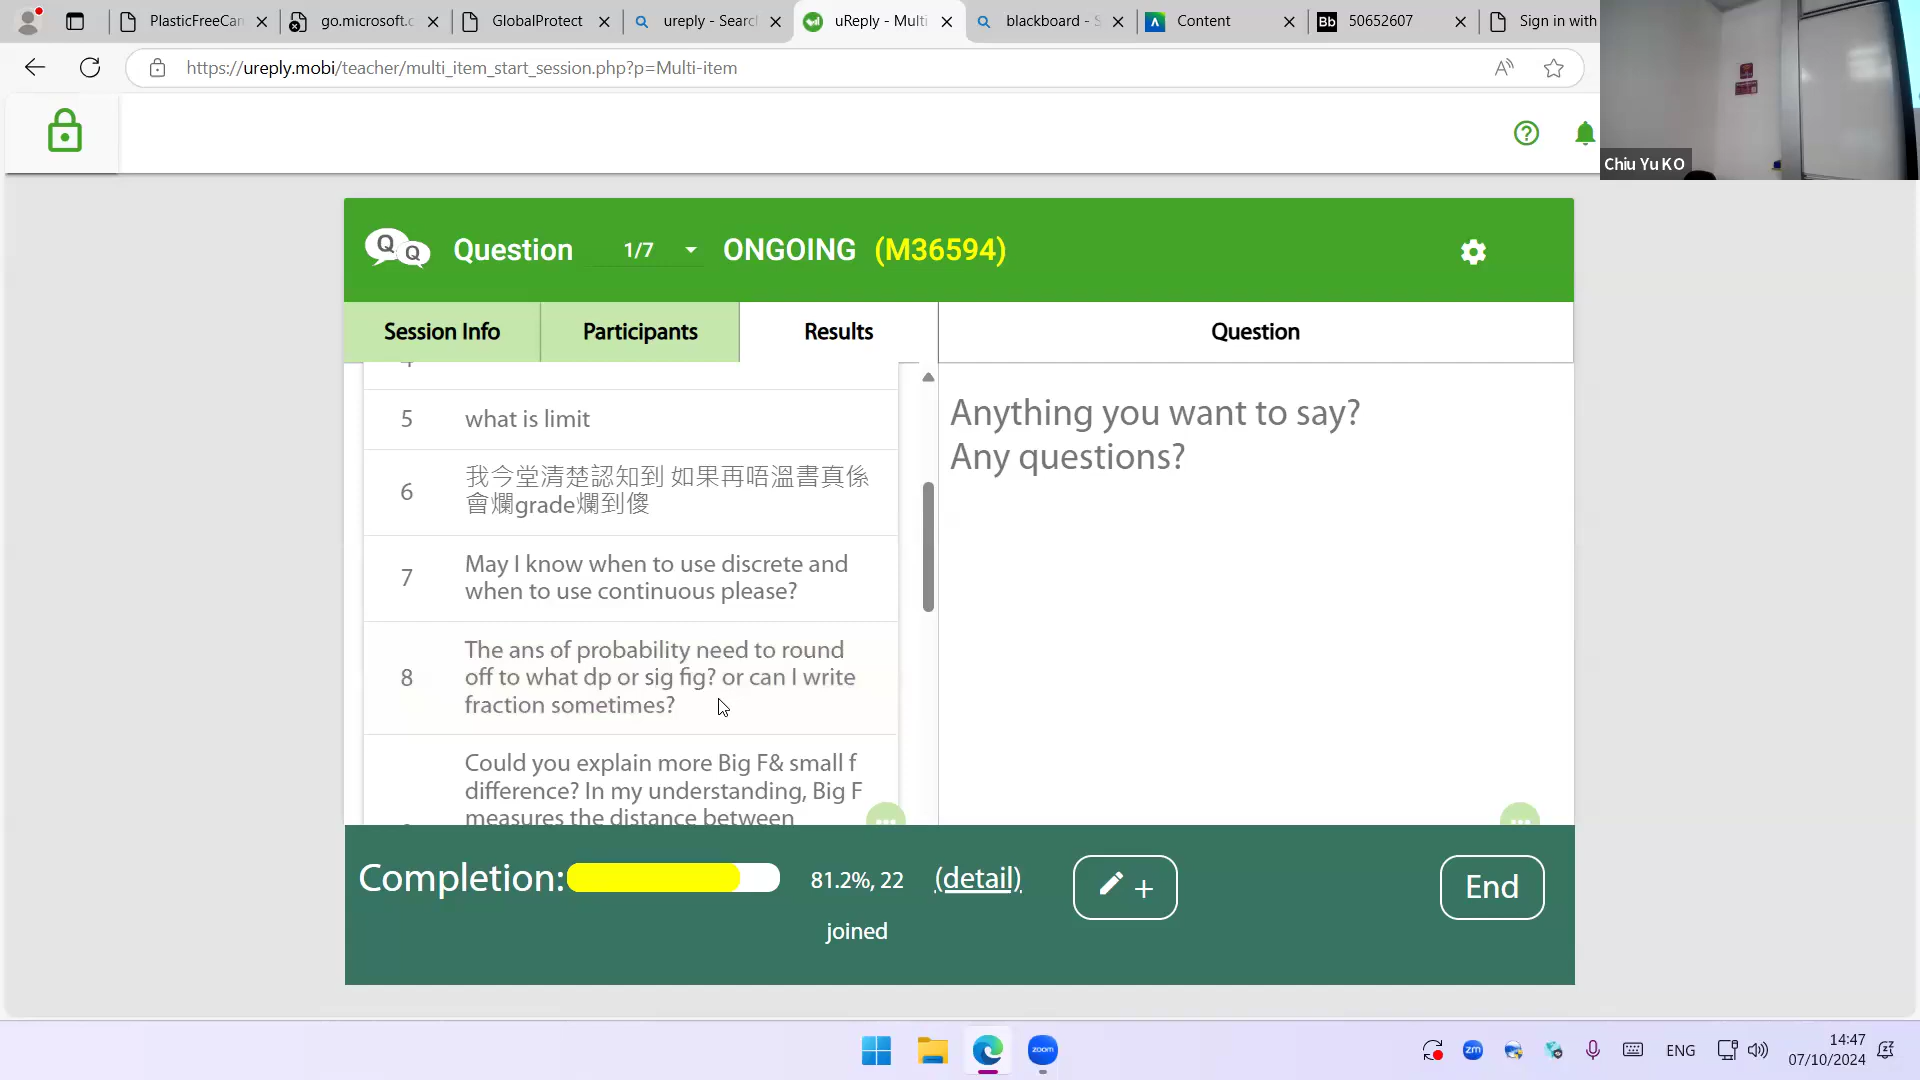 PlasticFreeCan
go.microsoft.c
GlobalProtect
ureply - Searc
uReply - Multi
blackboard - S
Content
Bb
50652607
Sign in with
https://ureply.mobi/teacher/multi_item_start_session.php?p=Multi-item
Chiu Yu KO
Question 1/7 ONGOING (M36594)
Session Info
Participants
Results
Question
5
what is limit
6
我今堂清楚認知到 如果再唔溫書真係
會爛grade爛到傻
7
May I know when to use discrete and
when to use continuous please?
8
The ans of probability need to round
off to what dp or sig fig? or can I write
fraction sometimes?
Could you explain more Big F& small f
difference? In my understanding, Big F
measures the distance between
Anything you want to say?
Any questions?
Completion:
81.2%, 22
joined
(detail)
+
End
zoom
zm
ENG
14:47
07/10/2024